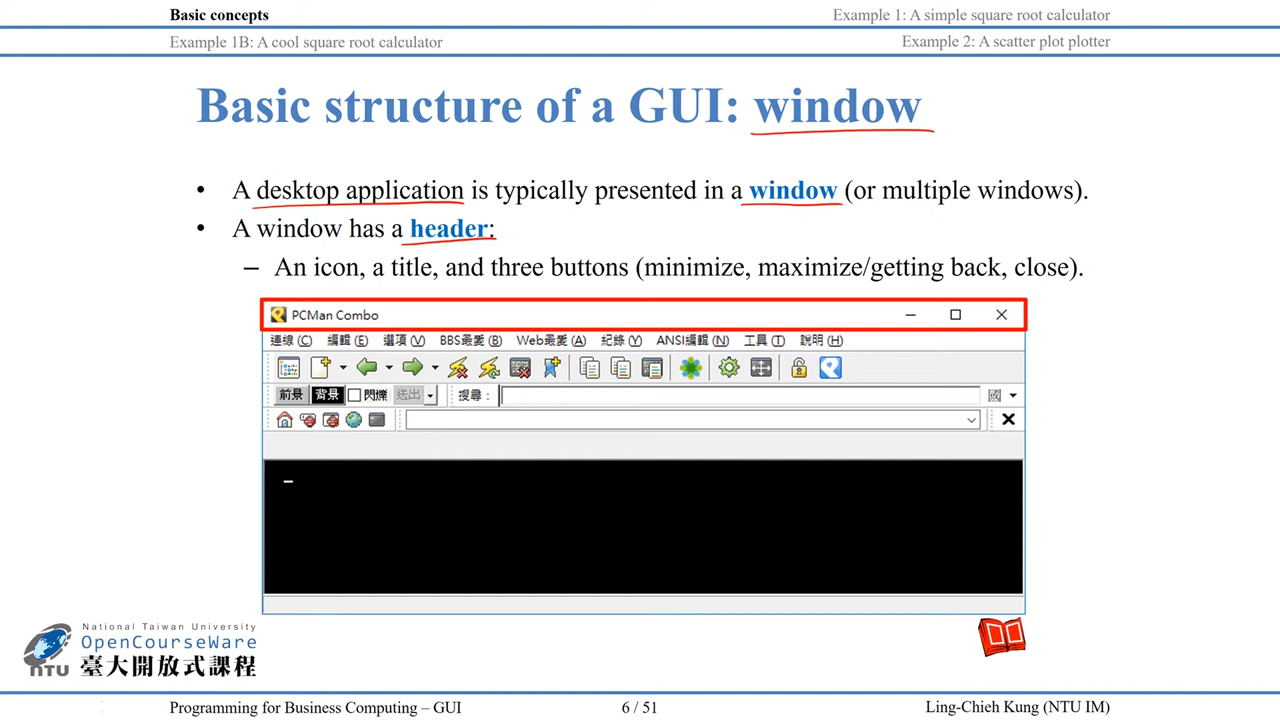 Basic concepts
Example 1: A simple square root calculator
Example 1B: A cool square root calculator
Example 2: A scatter plot plotter
Basic structure of a GUI: window
• A desktop application is typically presented in a window (or multiple windows).
• A window has a header:
– An icon, a title, and three buttons (minimize, maximize/getting back, close).
PCMan Combo
連線 (C) 編輯 (E) 選項 (V) BBS最愛 (B) Web最愛 (A) 紀錄 (Y) ANSI編輯 (N) 工具 (T) 說明 (H)
前景 背景 閃爍 送出 搜尋：
National Taiwan University
OpenCourseWare
NTU 臺大開放式課程
Programming for Business Computing – GUI
6 / 51
Ling-Chieh Kung (NTU IM)